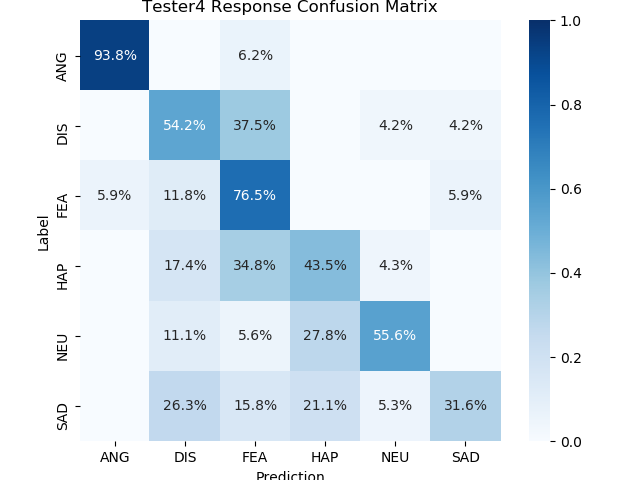 Tester4 Response Confusion Matrix
ANG 93.8% 6.2%
DIS 54.2% 37.5% 4.2% 4.2%
FEA 5.9% 11.8% 76.5% 5.9%
Label
HAP 17.4% 34.8% 43.5% 4.3%
NEU 11.1% 5.6% 27.8% 55.6%
SAD 26.3% 15.8% 21.1% 5.3% 31.6%
ANG DIS FEA HAP NEU SAD
Prediction
1.0
0.8
0.6
0.4
0.2
0.0